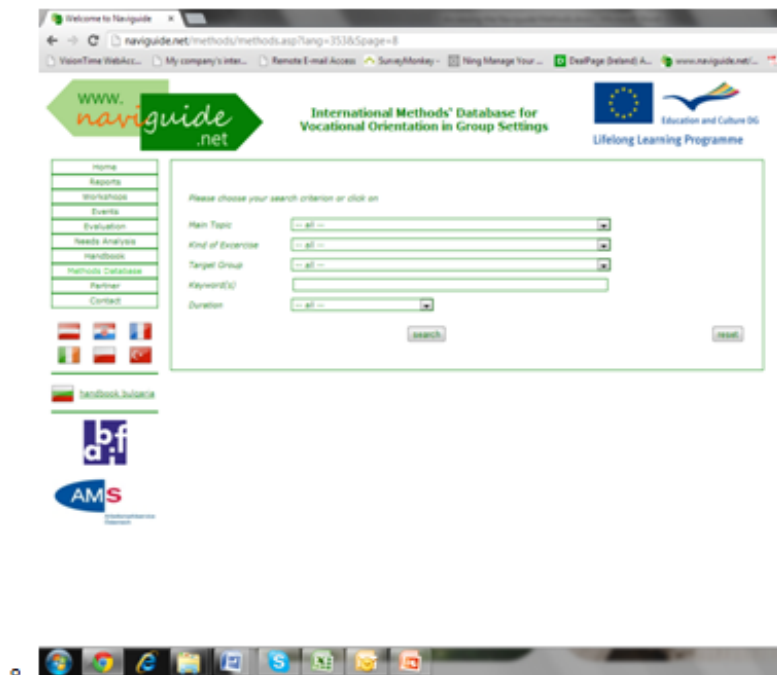 Welcome to Naviguide
naviguide.net/methods/methods.asp?lang=353&Spage=8
VisionTime WebAcc...
My company's inter...
Remote E-mail Access
SurveyMonkey -
Ning Manage Your ...
DealPage (Ireland) A...
www.naviguide.net/...
www.
naviguide
.net
International Methods' Database for
Vocational Orientation in Group Settings
Education and Culture DG
Lifelong Learning Programme
Home
Reports
Workshops
Events
Evaluation
Needs Analysis
Handbook
Methods Database
Partner
Contact
handbook bulgaria
abif
AMS
Please choose your search criterion or click on
Main Topic
-- all --
Kind of Excercise
-- all --
Target Group
-- all --
Keyword(s)
Duration
-- all --
search
reset